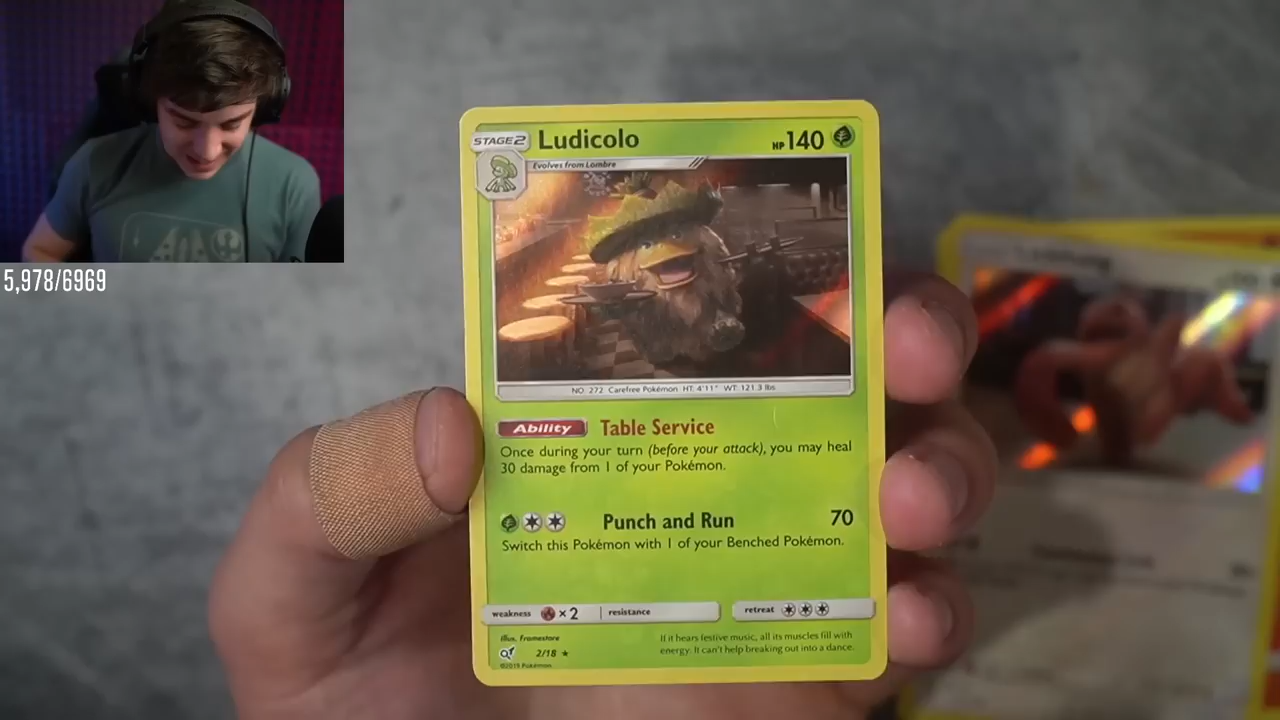 5,978/6969
STAGE2 Ludicolo HP 140
Evolves from Lombre
NO. 272 Carefree Pokémon HT: 4'11" WT: 121.3 lbs
Ability Table Service
Once during your turn (before your attack), you may heal
30 damage from 1 of your Pokémon.
Punch and Run 70
Switch this Pokémon with 1 of your Benched Pokémon.
weakness ×2 resistance retreat
Illus. Framestore
2/18
©2019 Pokémon
If it hears festive music, all its muscles fill with
energy. It can't help breaking out into a dance.